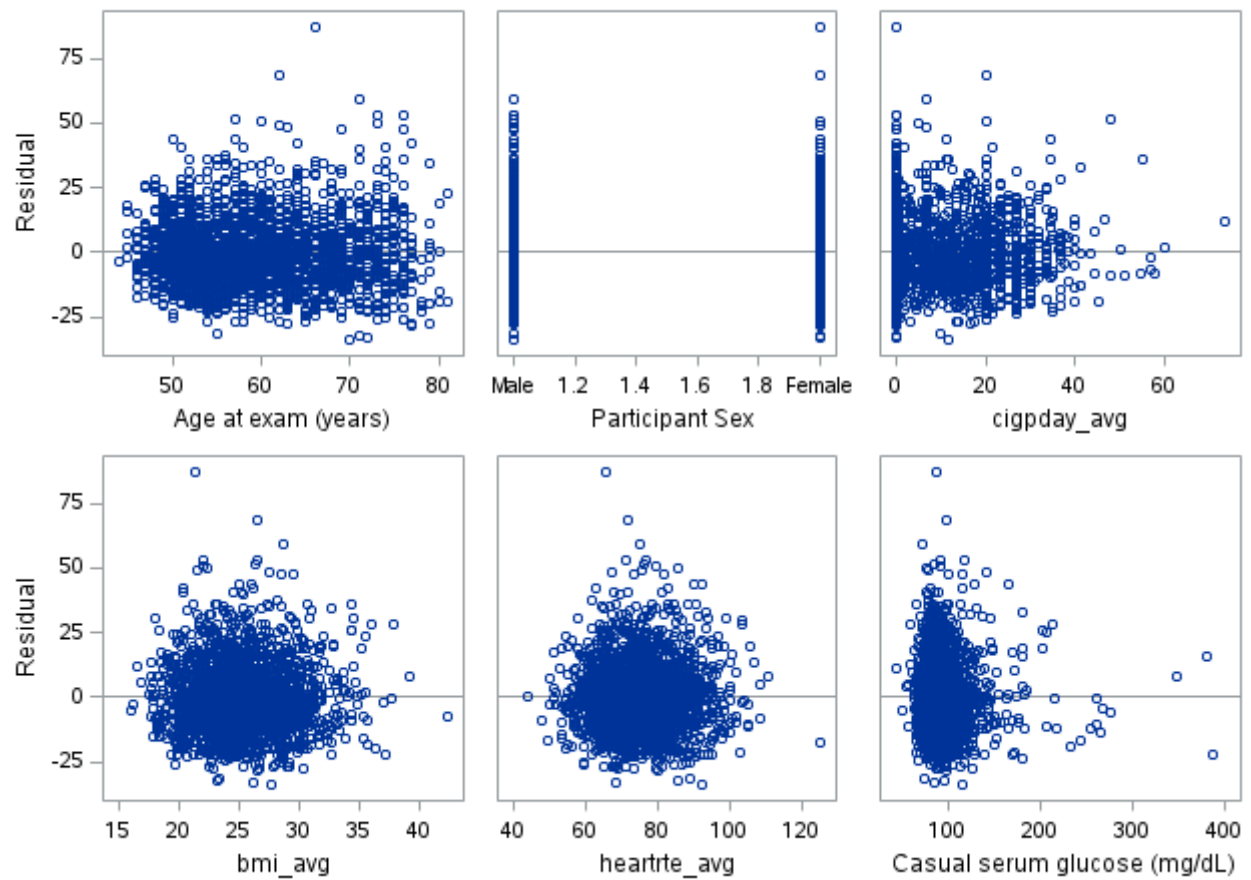 Residual
75
50
25
0
-25
50 60 70 80
Age at exam (years)
Male 1.2 1.4 1.6 1.8 Female
Participant Sex
0 20 40 60
cigpday_avg
Residual
75
50
25
0
-25
15 20 25 30 35 40
bmi_avg
40 60 80 100 120
heartrte_avg
100 200 300 400
Casual serum glucose (mg/dL)